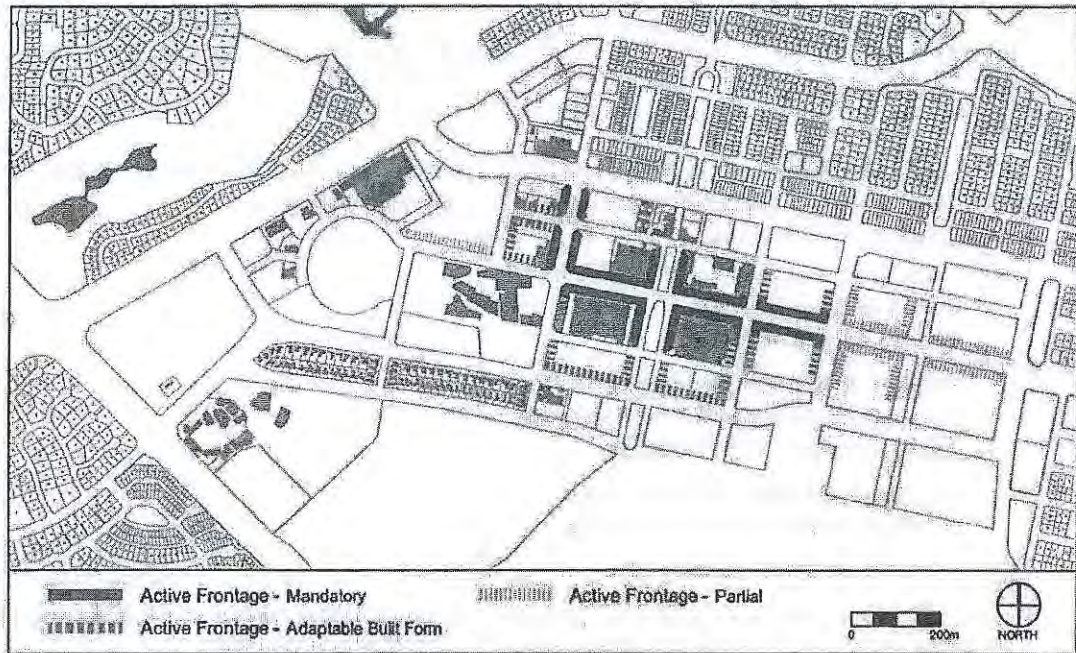 Active Frontage - Mandatory
Active Frontage - Partial
Active Frontage - Adaptable Built Form
0 200m
NORTH